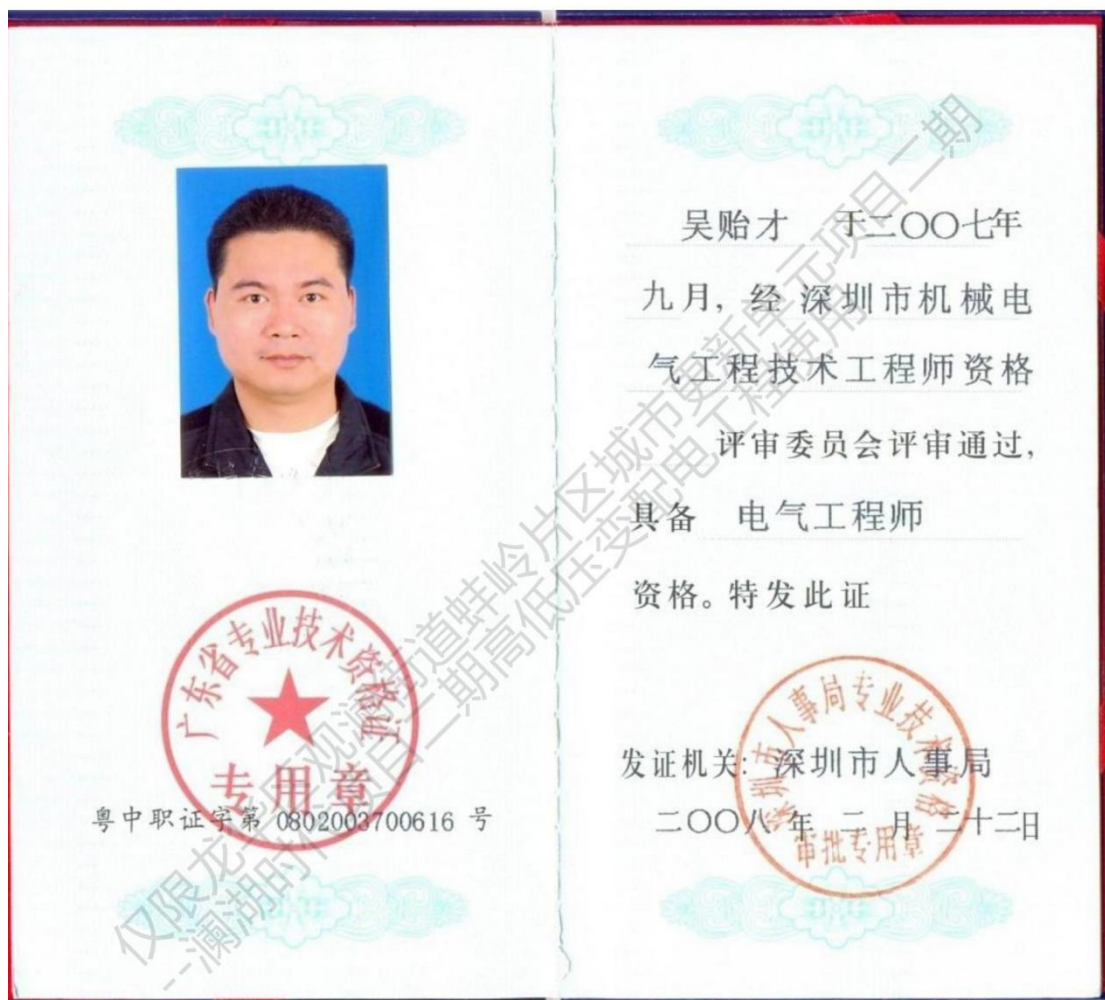 广东省专业技术资格证
专用章
粤中职证字第 0802003700616 号
吴贻才 于二〇〇七年
九月, 经 深圳市机械电
气工程技术工程师资格
评审委员会评审通过,
具备 电气工程师
资格。特发此证
深圳市人事局专业技术资格
审批专用章
发证机关: 深圳市人事局
二〇〇八年 二月 二十二日
仅限龙华区观澜街道蚌岭片区城市更新单元项目二期
--澜湖时代项目二期高低压变配电工程使用